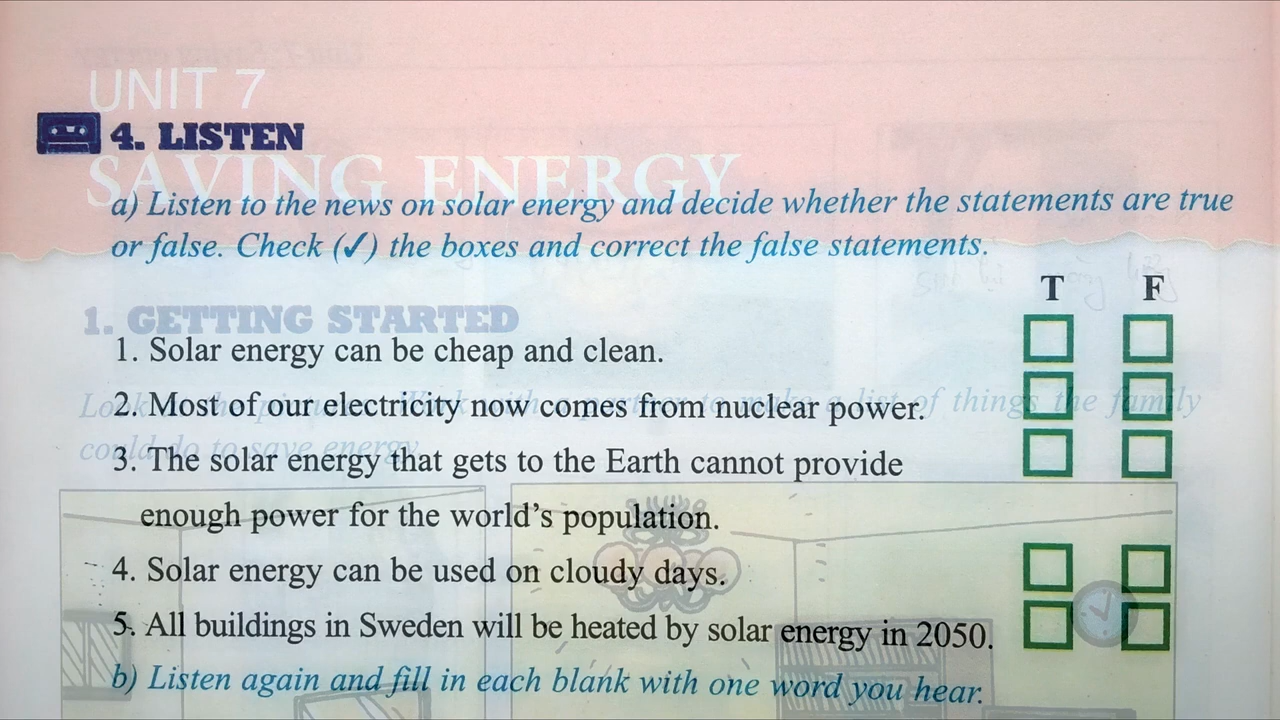 UNIT 7
4. LISTEN
SAVING ENERGY
a) Listen to the news on solar energy and decide whether the statements are true
or false. Check (✓) the boxes and correct the false statements.
T F
1. GETTING STARTED
1. Solar energy can be cheap and clean.
2. Most of our electricity now comes from nuclear power.
could do to save energy
3. The solar energy that gets to the Earth cannot provide
enough power for the world's population.
4. Solar energy can be used on cloudy days.
5. All buildings in Sweden will be heated by solar energy in 2050.
b) Listen again and fill in each blank with one word you hear.